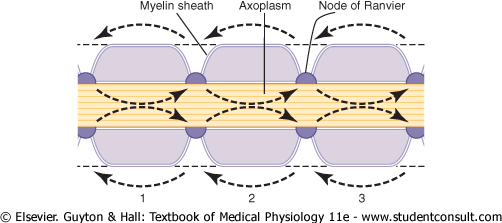 Myelin sheath Axoplasm Node of Ranvier
1 2 3
© Elsevier. Guyton & Hall: Textbook of Medical Physiology 11e - www.studentconsult.com